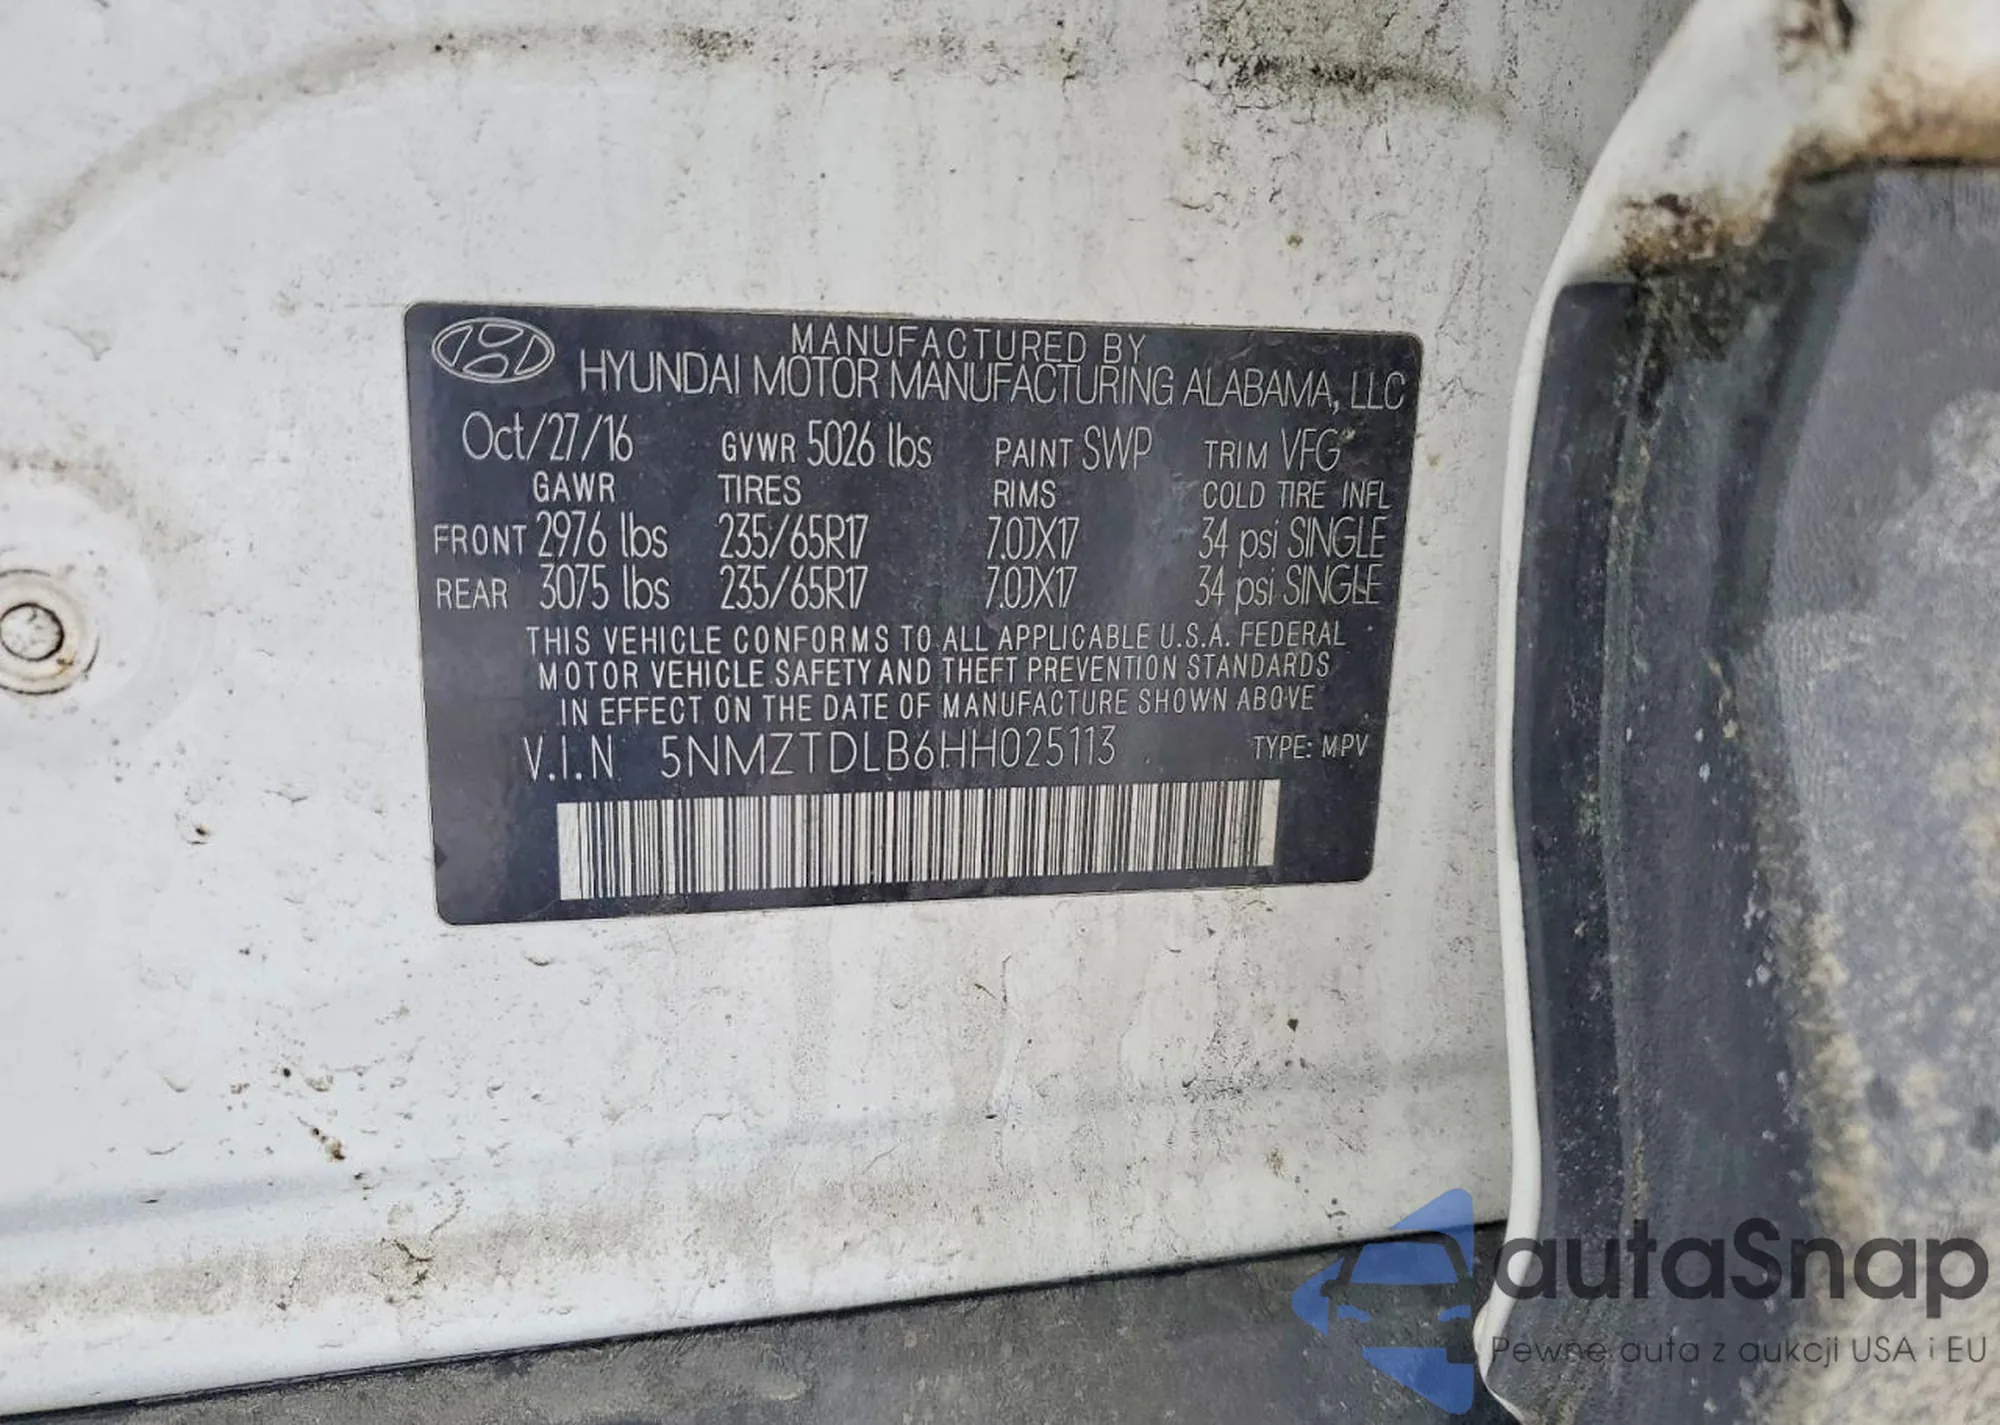 MANUFACTURED BY
HYUNDAI MOTOR MANUFACTURING ALABAMA, LLC
Oct/27/16 GVWR 5026 lbs PAINT SWP TRIM VFG
GAWR TIRES RIMS COLD TIRE INFL
FRONT 2976 lbs 235/65R17 7.0JX17 34 psi SINGLE
REAR 3075 lbs 235/65R17 7.0JX17 34 psi SINGLE
THIS VEHICLE CONFORMS TO ALL APPLICABLE U.S.A. FEDERAL
MOTOR VEHICLE SAFETY AND THEFT PREVENTION STANDARDS
IN EFFECT ON THE DATE OF MANUFACTURE SHOWN ABOVE
V.I.N 5NMZTDLB6HH025113 TYPE: MPV
autaSnap
Pewne auta z aukcji USA i EU